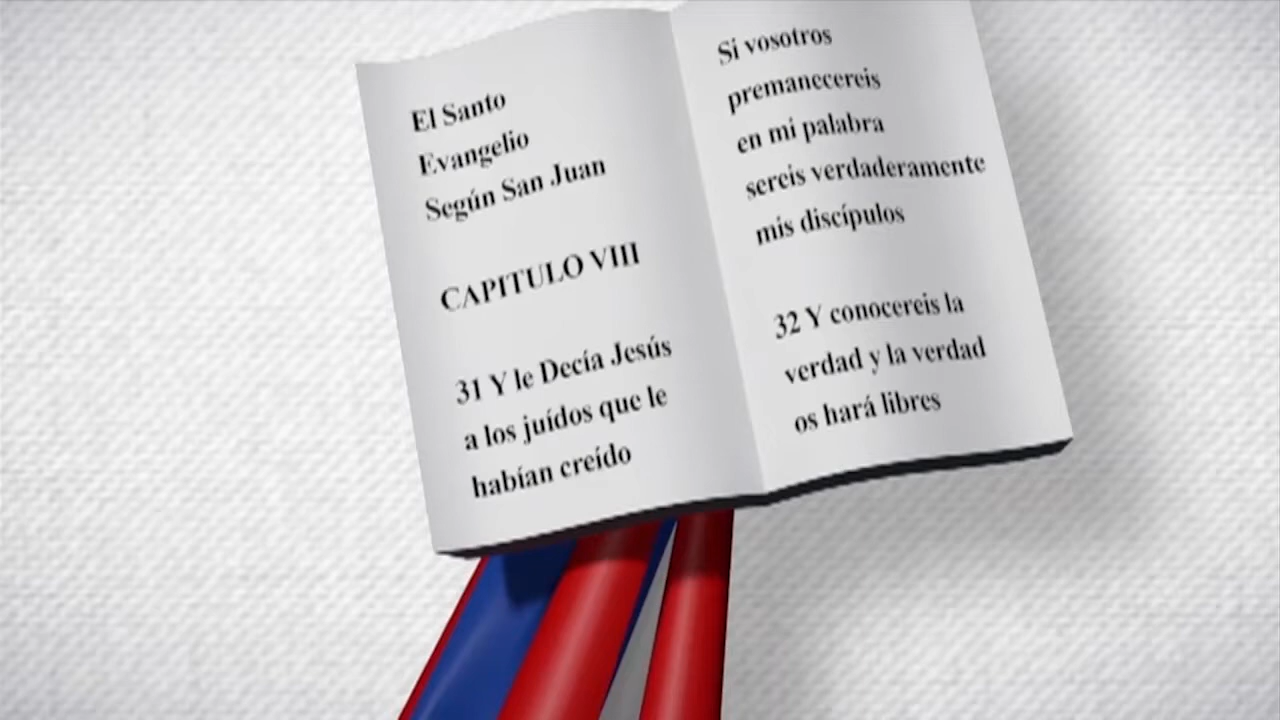 El Santo
Evangelio
Según San Juan
CAPITULO VIII
31 Y le Decía Jesús
a los juídos que le
habían creído
Si vosotros
premanecereis
en mi palabra
sereis verdaderamente
mis discípulos
32 Y conocereis la
verdad y la verdad
os hará libres